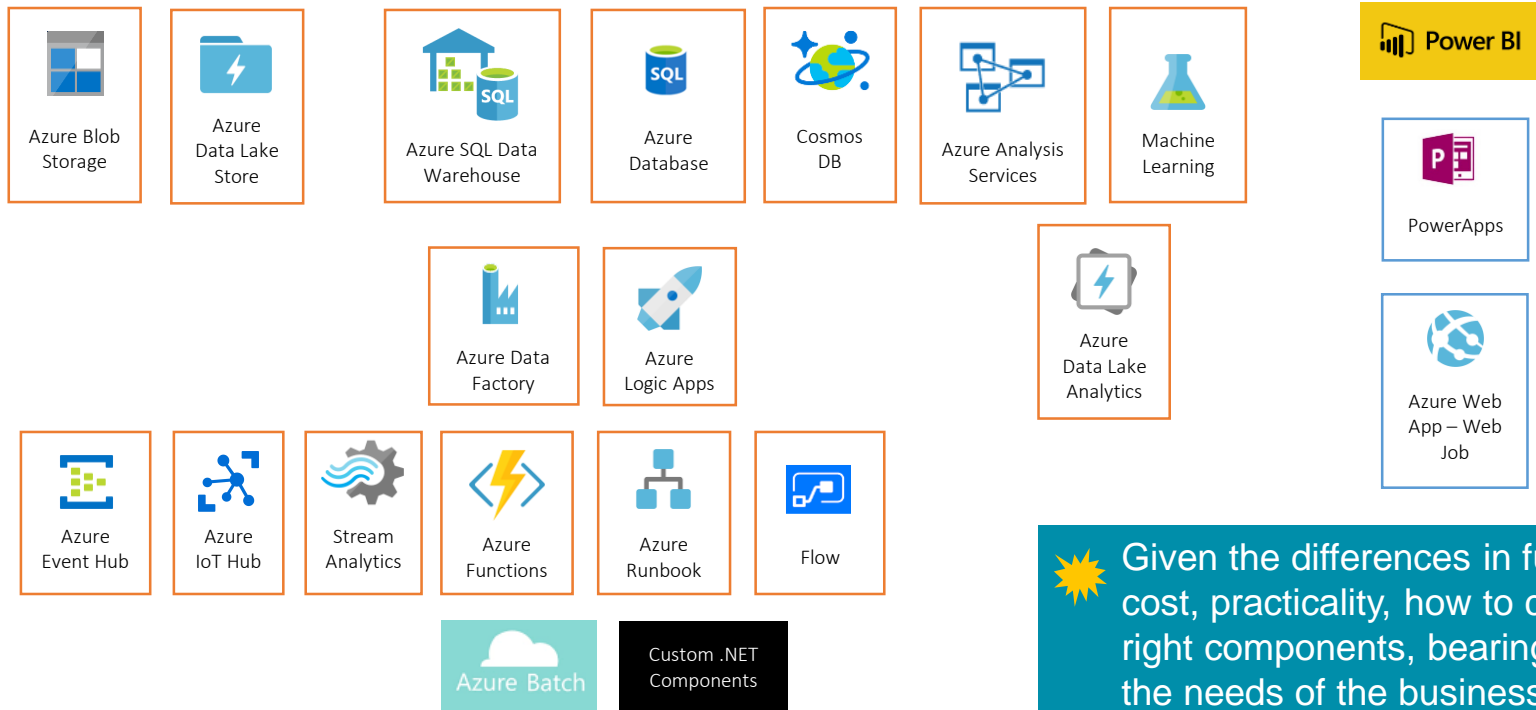 Azure Blob
Storage
Azure
Data Lake
Store
SQL
Azure SQL Data
Warehouse
SQL
Azure
Database
Cosmos
DB
Azure Analysis
Services
Machine
Learning
Power BI
P
PowerApps
Azure Data
Factory
Azure
Logic Apps
Azure
Data Lake
Analytics
Azure Web
App – Web
Job
Azure
Event Hub
Azure
IoT Hub
Stream
Analytics
Azure
Functions
Azure
Runbook
Flow
Azure Batch
Custom .NET
Components
Given the differences in
cost, practicality, how to
right components, bearing
the needs of the business